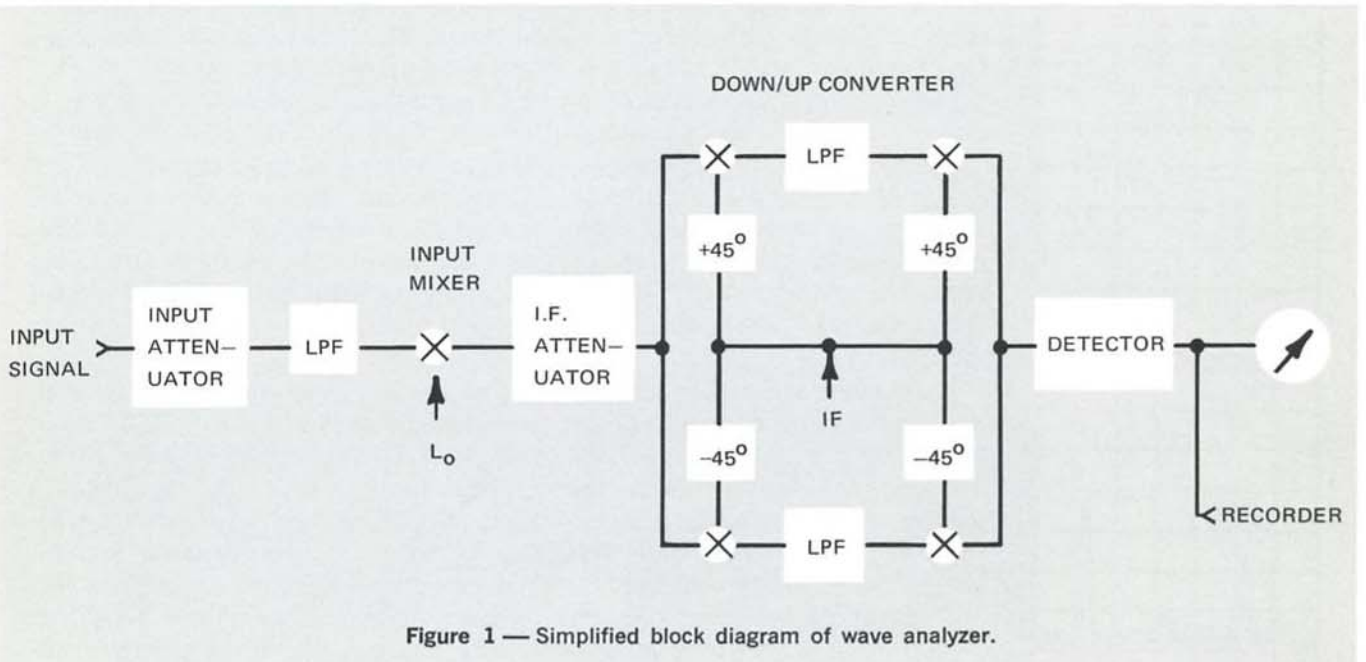 DOWN/UP CONVERTER
LPF
+45°
+45°
INPUT
MIXER
INPUT
SIGNAL
INPUT
ATTEN–
UATOR
LPF
I.F.
ATTEN–
UATOR
DETECTOR
L₀
IF
–45°
–45°
RECORDER
LPF
Figure 1 — Simplified block diagram of wave analyzer.